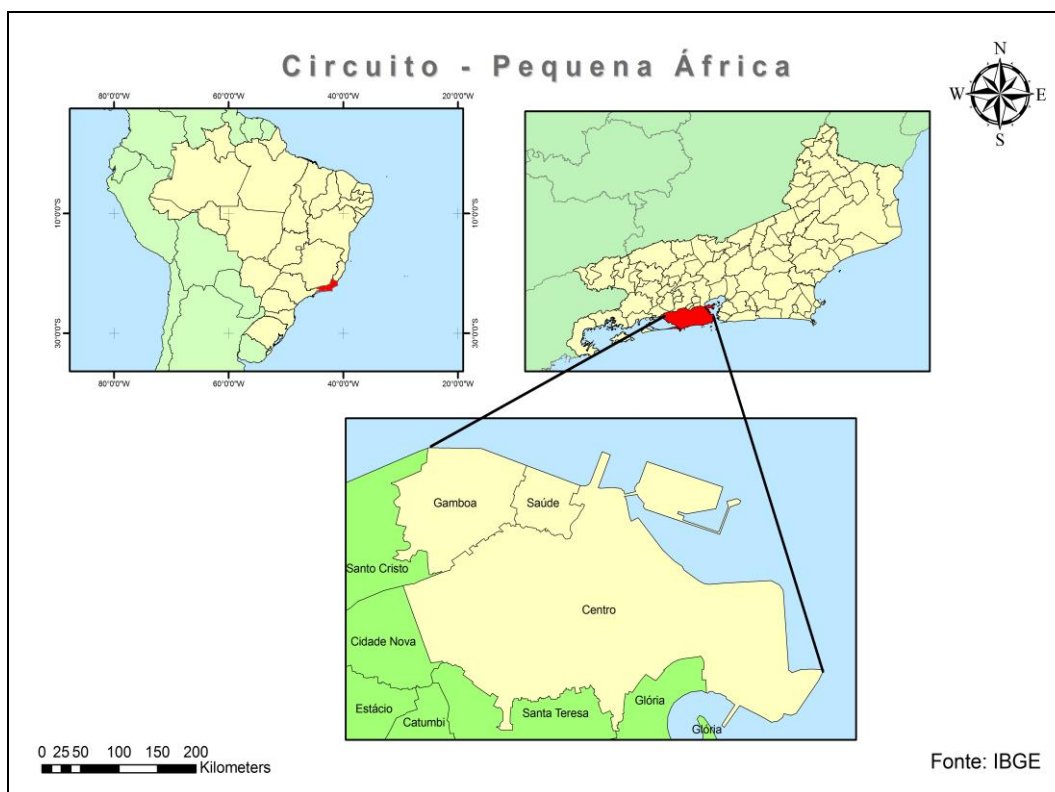 Circuito - Pequena África
N
W E
S
80°0'0"W 60°0'0"W 40°0'0"W 20°0'0"W
10°0'0"S 10°0'0"S
30°0'0"S 30°0'0"S
80°0'0"W 60°0'0"W 40°0'0"W 20°0'0"W
Gamboa Saúde
Santo Cristo
Centro
Cidade Nova
Glória
Estácio
Santa Teresa
Catumbi
Glória
0 25 50 100 150 200
Kilometers
Fonte: IBGE